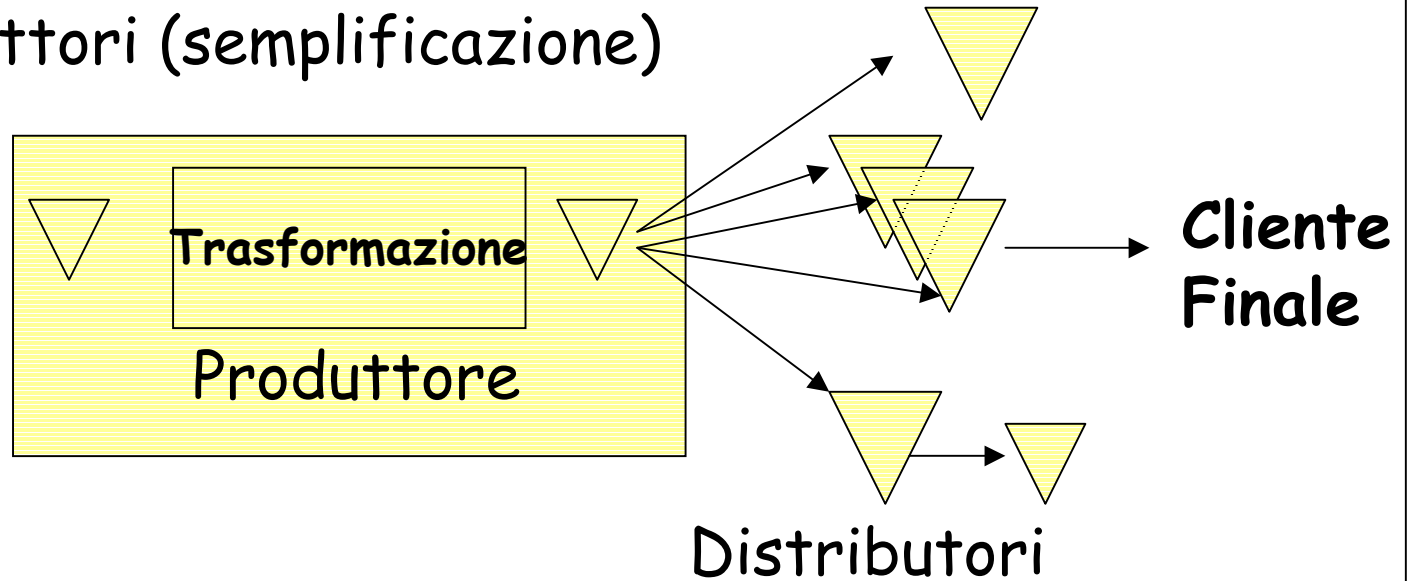 ttori (semplificazione)
Trasformazione
Produttore
Cliente
Finale
Distributori